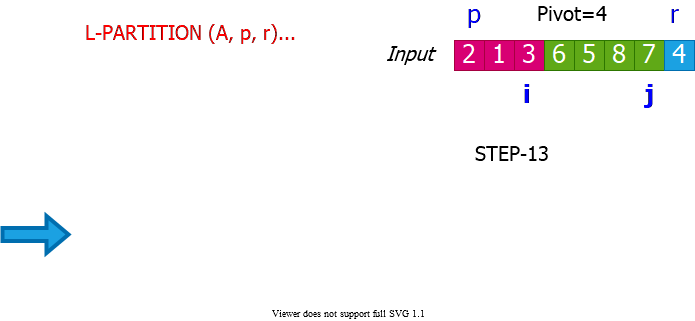 p Pivot=4 r
L-PARTITION (A, p, r)...
Input 2 1 3 6 5 8 7 4
i j
STEP-13
Viewer does not support full SVG 1.1